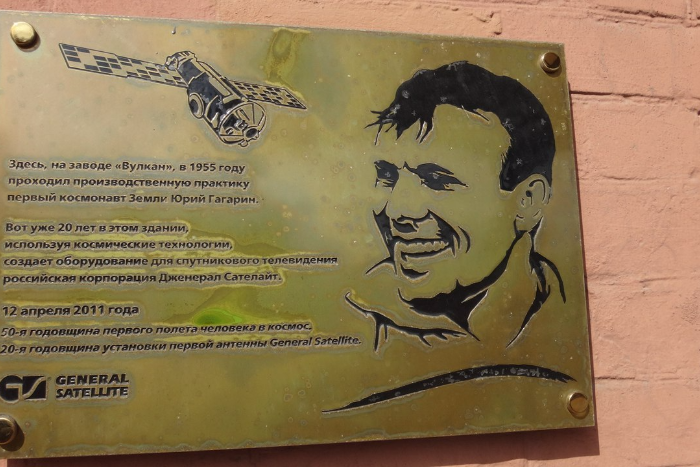 Здесь, на заводе «Вулкан», в 1955 году
проходил производственную практику
первый космонавт Земли Юрий Гагарин.
Вот уже 20 лет в этом здании,
используя космические технологии,
создает оборудование для спутникового телевидения
российская корпорация Дженерал Сателайт.
12 апреля 2011 года
50-я годовщина первого полета человека в космос.
20-я годовщина установки первой антенны General Satellite.
GS GENERAL
SATELLITE